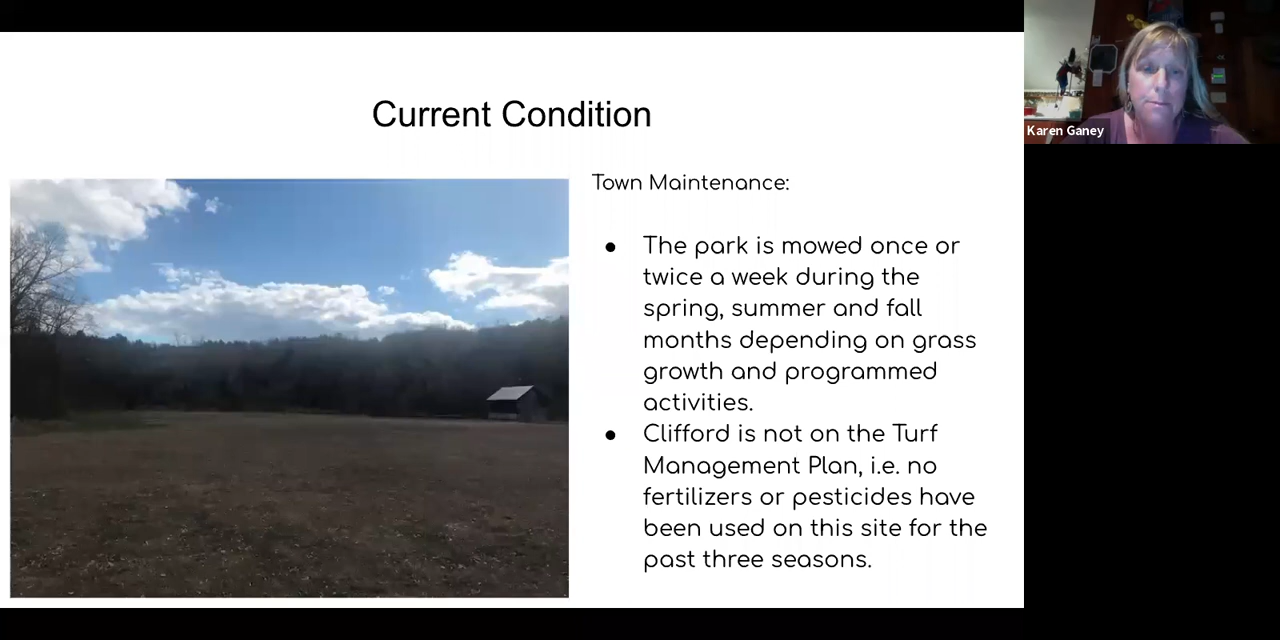 Current Condition
Karen Ganey
Town Maintenance:
● The park is mowed once or
twice a week during the
spring, summer and fall
months depending on grass
growth and programmed
activities.
● Clifford is not on the Turf
Management Plan, i.e. no
fertilizers or pesticides have
been used on this site for the
past three seasons.